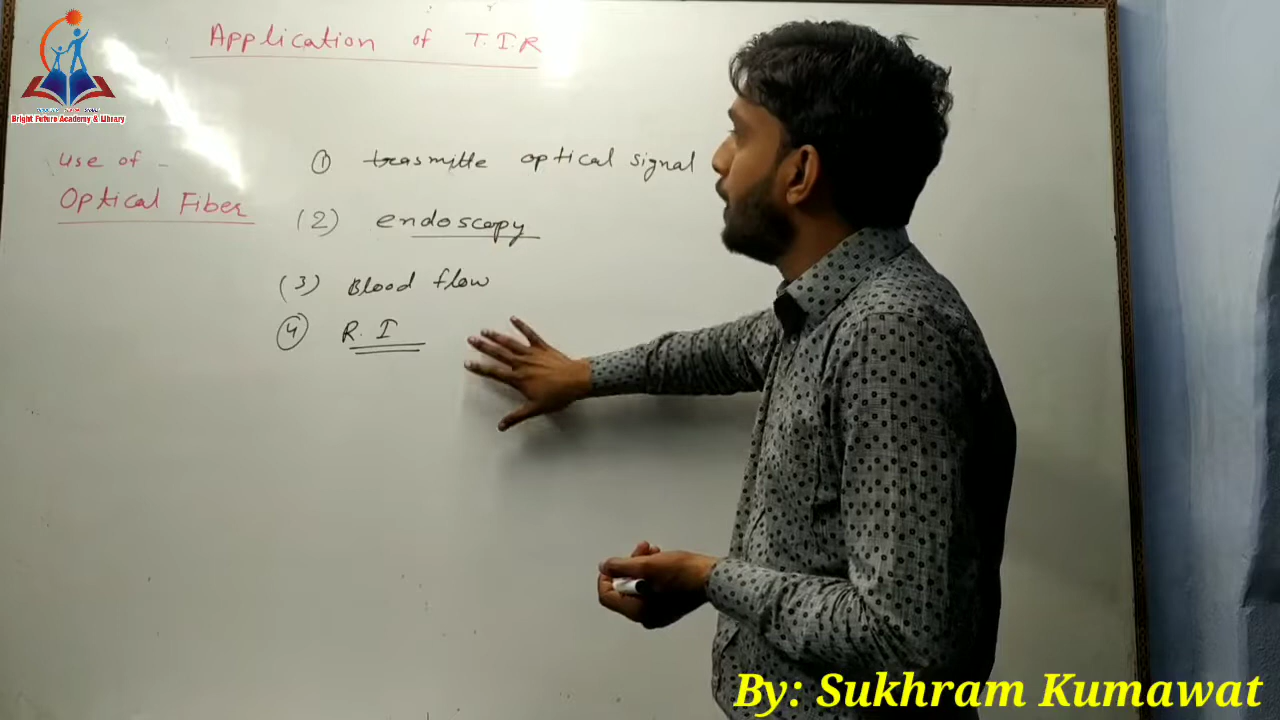 Application of T.I.R
Bright Future Academy & Library
use of -
Optical Fiber
① trasmitte optical signal
(2) endoscopy
(3) Blood flow
④ R.I
By: Sukhram Kumawat